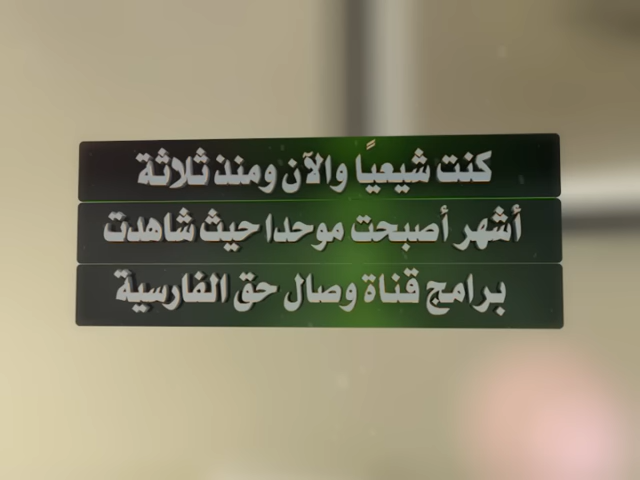 كنت شيعيًا والآن ومنذ ثلاثة
أشهر أصبحت موحدا حيث شاهدت
برامج قناة وصال حق الفارسية